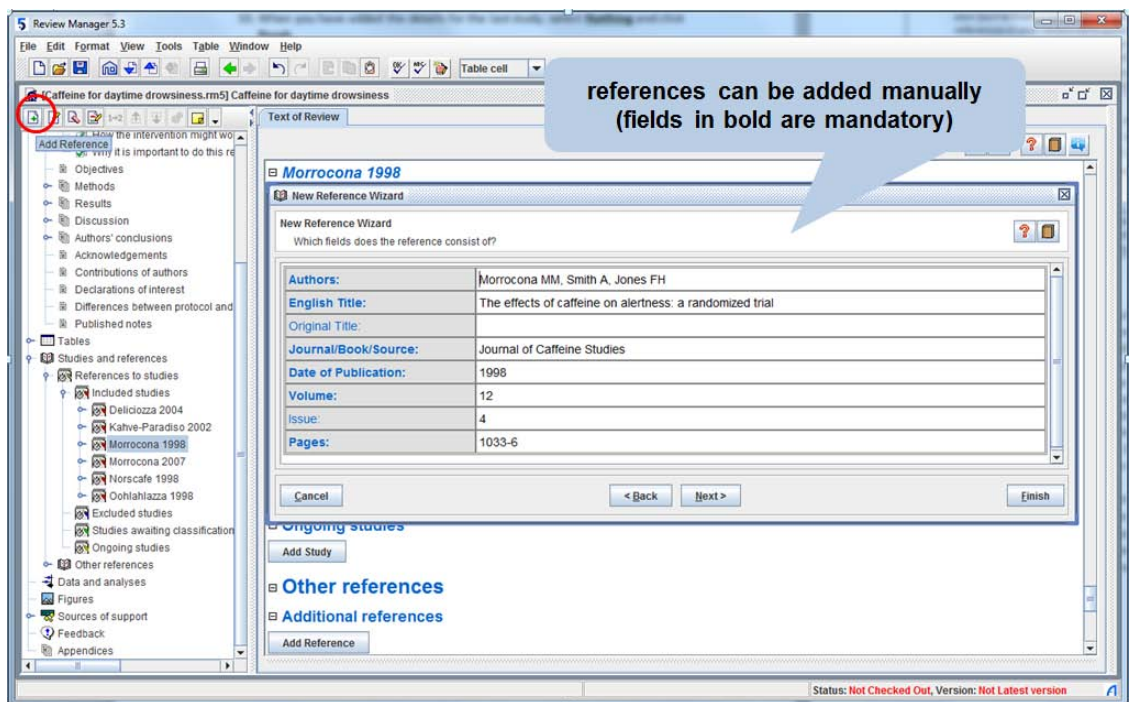 Review Manager 5.3
File Edit Format View Tools Table Window Help
Table cell
[Caffeine for daytime drowsiness.rm5] Caffeine for daytime drowsiness
references can be added manually
(fields in bold are mandatory)
Text of Review
How the intervention might wo
Add Reference
Why it is important to do this re
Objectives
Methods
Results
Discussion
Authors' conclusions
Acknowledgements
Contributions of authors
Declarations of interest
Differences between protocol and
Published notes
Tables
Studies and references
References to studies
Included studies
Deliciozza 2004
Kahve-Paradiso 2002
Morrocona 1998
Morrocona 2007
Norscafe 1998
Oohlahlazza 1998
Excluded studies
Studies awaiting classification
Ongoing studies
Other references
Data and analyses
Figures
Sources of support
Feedback
Appendices
Morrocona 1998
New Reference Wizard
New Reference Wizard
Which fields does the reference consist of?
Authors: Morrocona MM, Smith A, Jones FH
English Title: The effects of caffeine on alertness: a randomized trial
Original Title:
Journal/Book/Source: Journal of Caffeine Studies
Date of Publication: 1998
Volume: 12
Issue: 4
Pages: 1033-6
Cancel < Back Next > Finish
Ongoing studies
Add Study
Other references
Additional references
Add Reference
Status: Not Checked Out, Version: Not Latest version